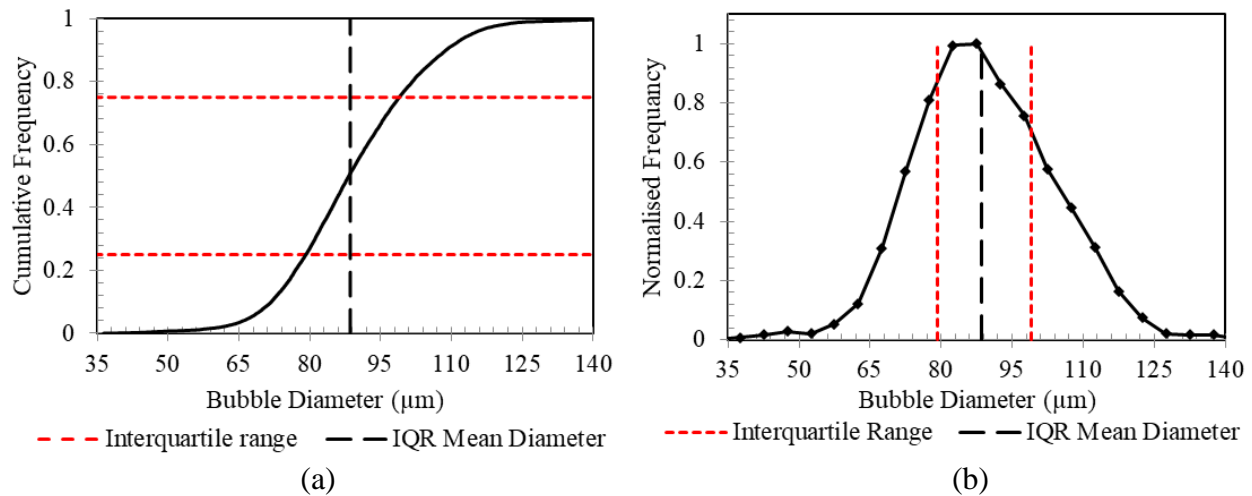 1
0.8
0.6
0.4
0.2
0
Cumulative Frequency
35 50 65 80 95 110 125 140
Bubble Diameter (μm)
Interquartile range IQR Mean Diameter
(a)
1
0.8
0.6
0.4
0.2
0
Normalised Frequancy
35 50 65 80 95 110 125 140
Bubble Diameter (μm)
Interquartile Range IQR Mean Diameter
(b)